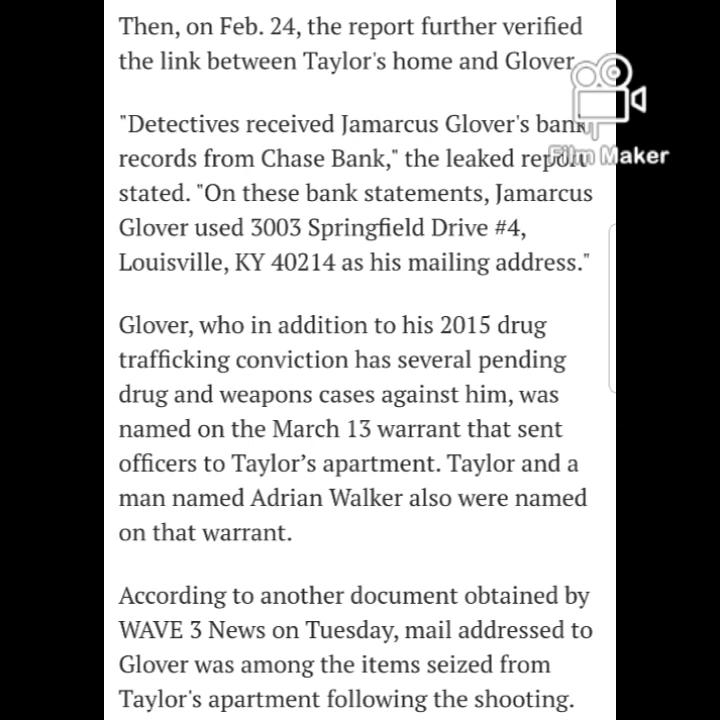 Then, on Feb. 24, the report further verified
the link between Taylor's home and Glover
"Detectives received Jamarcus Glover's bank
Film Maker
records from Chase Bank," the leaked report
stated. "On these bank statements, Jamarcus
Glover used 3003 Springfield Drive #4,
Louisville, KY 40214 as his mailing address."
Glover, who in addition to his 2015 drug
trafficking conviction has several pending
drug and weapons cases against him, was
named on the March 13 warrant that sent
officers to Taylor’s apartment. Taylor and a
man named Adrian Walker also were named
on that warrant.
According to another document obtained by
WAVE 3 News on Tuesday, mail addressed to
Glover was among the items seized from
Taylor's apartment following the shooting.